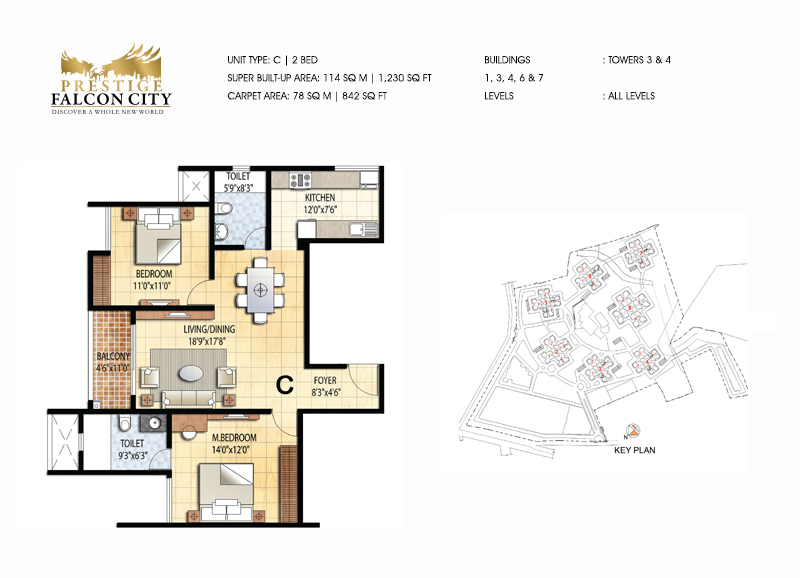 PRESTIGE
FALCON CITY
DISCOVER A WHOLE NEW WORLD
UNIT TYPE: C | 2 BED
SUPER BUILT-UP AREA: 114 SQ M | 1,230 SQ FT
CARPET AREA: 78 SQ M | 842 SQ FT
BUILDINGS : TOWERS 3 & 4
1, 3, 4, 6 & 7
LEVELS : ALL LEVELS
TOILET
5'9"x8'3"
KITCHEN
12'0"x7'6"
BEDROOM
11'0"x11'0"
LIVING/DINING
18'9"x17'8"
BALCONY
4'6"x11'0"
C
FOYER
8'3"x4'6"
TOILET
9'3"x6'3"
M.BEDROOM
14'0"x12'0"
N
KEY PLAN